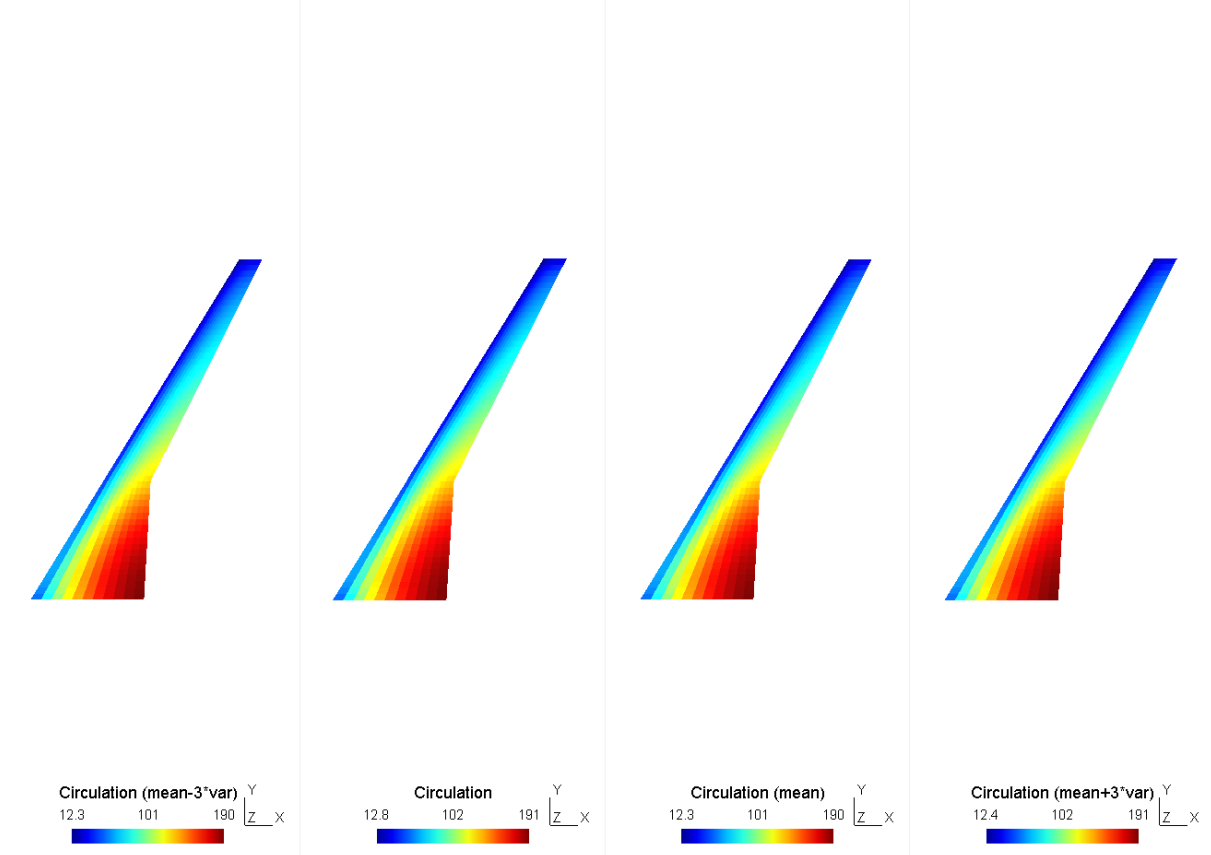 Circulation (mean-3*var)
12.3 101 190
Y
Z X
Circulation
12.8 102 191
Y
Z X
Circulation (mean)
12.3 101 190
Y
Z X
Circulation (mean+3*var)
12.4 102 191
Y
Z X